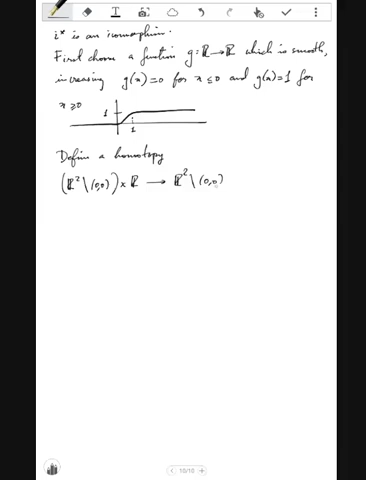 i* is an isomorphism.
First choose a function g: ℝ→ℝ which is smooth,
increasing g(x)=0 for x≤0 and g(x)=1 for
x≥0
1
1
Define a homotopy
(ℝ²\(0,0))×ℝ → ℝ²\(0,0)
10/10